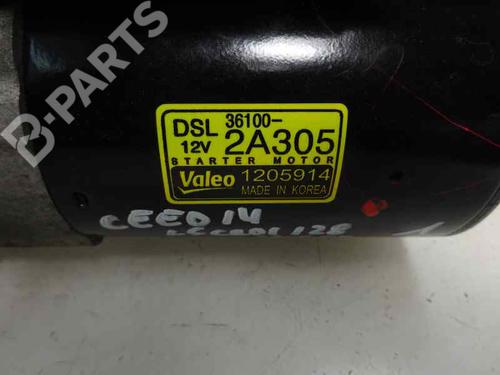 B-PARTS
DSL 36100-
12V 2A305
STARTER MOTOR
Valeo 1205914
MADE IN KOREA
CEED 14